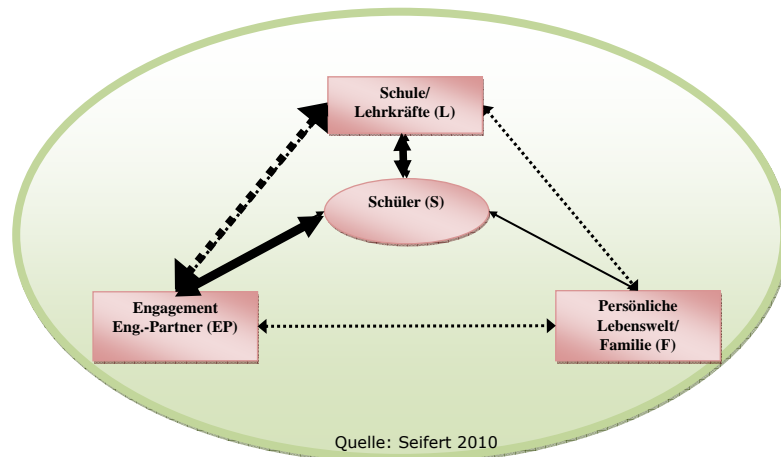 Schule/
Lehrkräfte (L)
Schüler (S)
Engagement
Eng.-Partner (EP)
Persönliche
Lebenswelt/
Familie (F)
Quelle: Seifert 2010